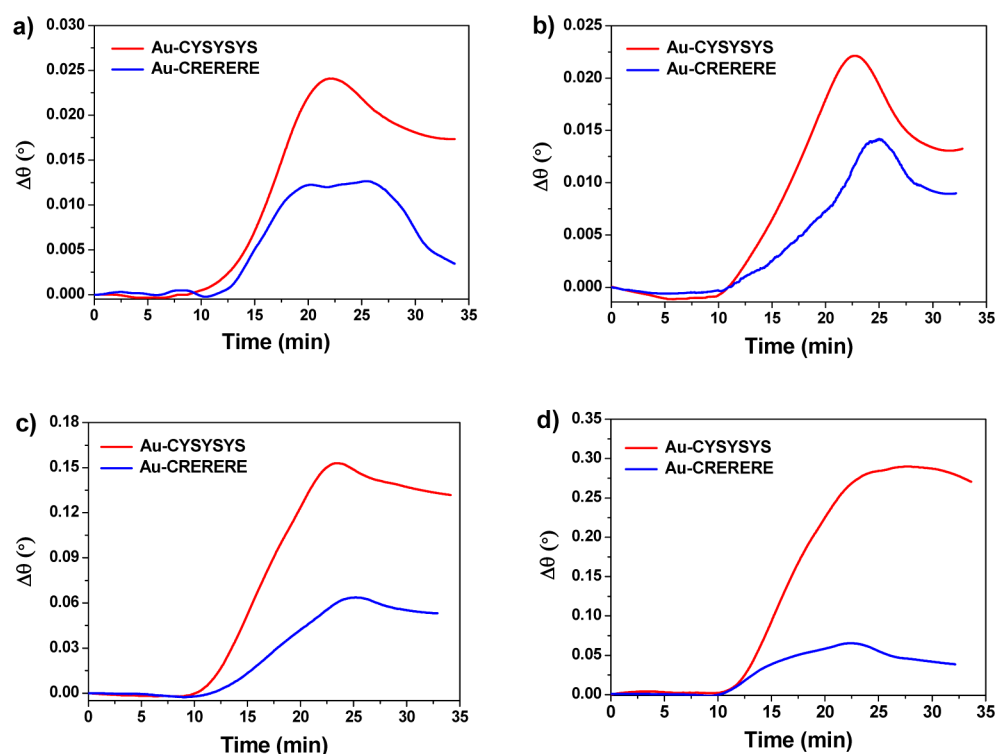 a)
Au-CYSYSYS
Au-CRERERE
Δθ (°)
0.030
0.025
0.020
0.015
0.010
0.005
0.000
0 5 10 15 20 25 30 35
Time (min)
b)
Au-CYSYSYS
Au-CRERERE
Δθ (°)
0.025
0.020
0.015
0.010
0.005
0.000
0 5 10 15 20 25 30 35
Time (min)
c)
Au-CYSYSYS
Au-CRERERE
Δθ (°)
0.18
0.15
0.12
0.09
0.06
0.03
0.00
0 5 10 15 20 25 30 35
Time (min)
d)
Au-CYSYSYS
Au-CRERERE
Δθ (°)
0.35
0.30
0.25
0.20
0.15
0.10
0.05
0.00
0 5 10 15 20 25 30 35
Time (min)